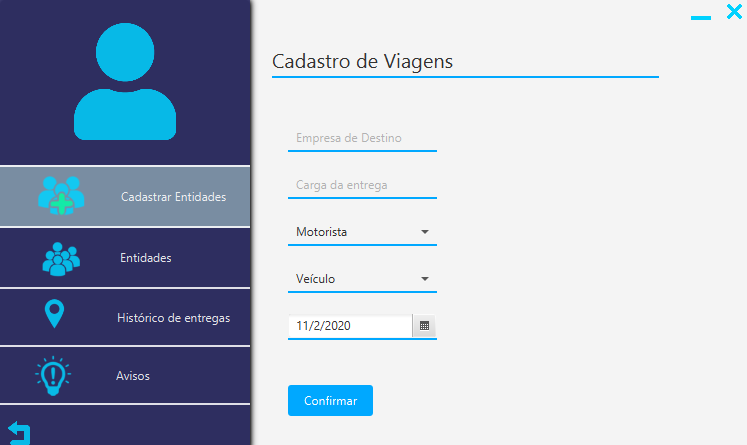 Cadastro de Viagens
Empresa de Destino
Carga da entrega
Cadastrar Entidades
Motorista
Entidades
Veículo
Histórico de entregas
11/2/2020
Avisos
Confirmar